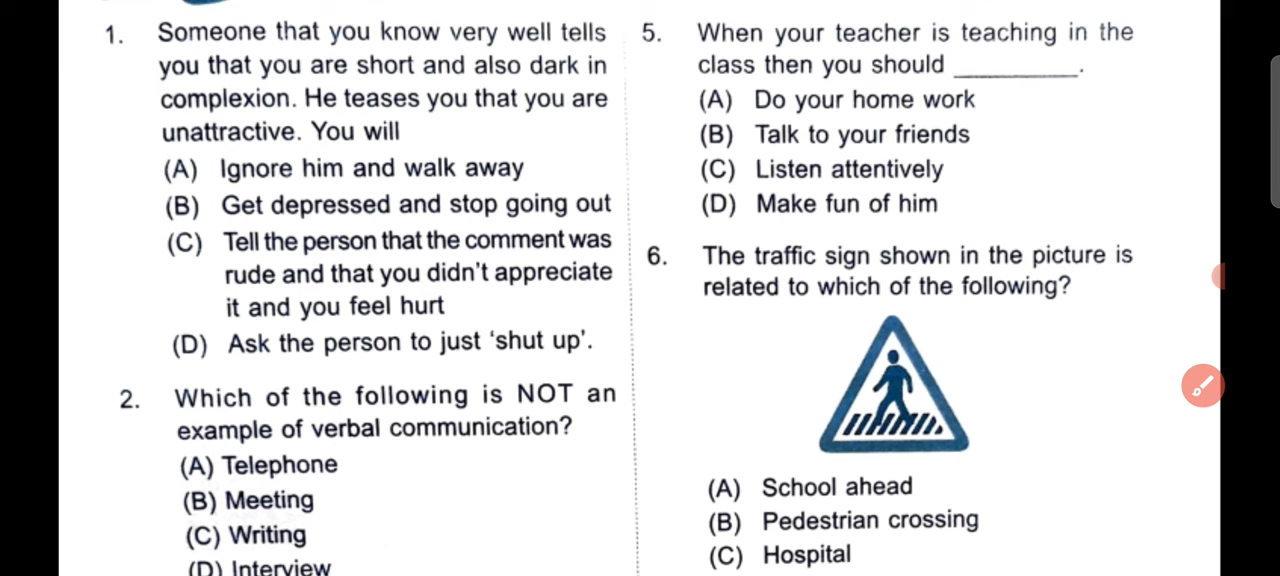 1. Someone that you know very well tells
you that you are short and also dark in
complexion. He teases you that you are
unattractive. You will
(A) Ignore him and walk away
(B) Get depressed and stop going out
(C) Tell the person that the comment was
rude and that you didn't appreciate
it and you feel hurt
(D) Ask the person to just 'shut up'.
2. Which of the following is NOT an
example of verbal communication?
(A) Telephone
(B) Meeting
(C) Writing
(D) Interview
5. When your teacher is teaching in the
class then you should __________.
(A) Do your home work
(B) Talk to your friends
(C) Listen attentively
(D) Make fun of him
6. The traffic sign shown in the picture is
related to which of the following?
(A) School ahead
(B) Pedestrian crossing
(C) Hospital